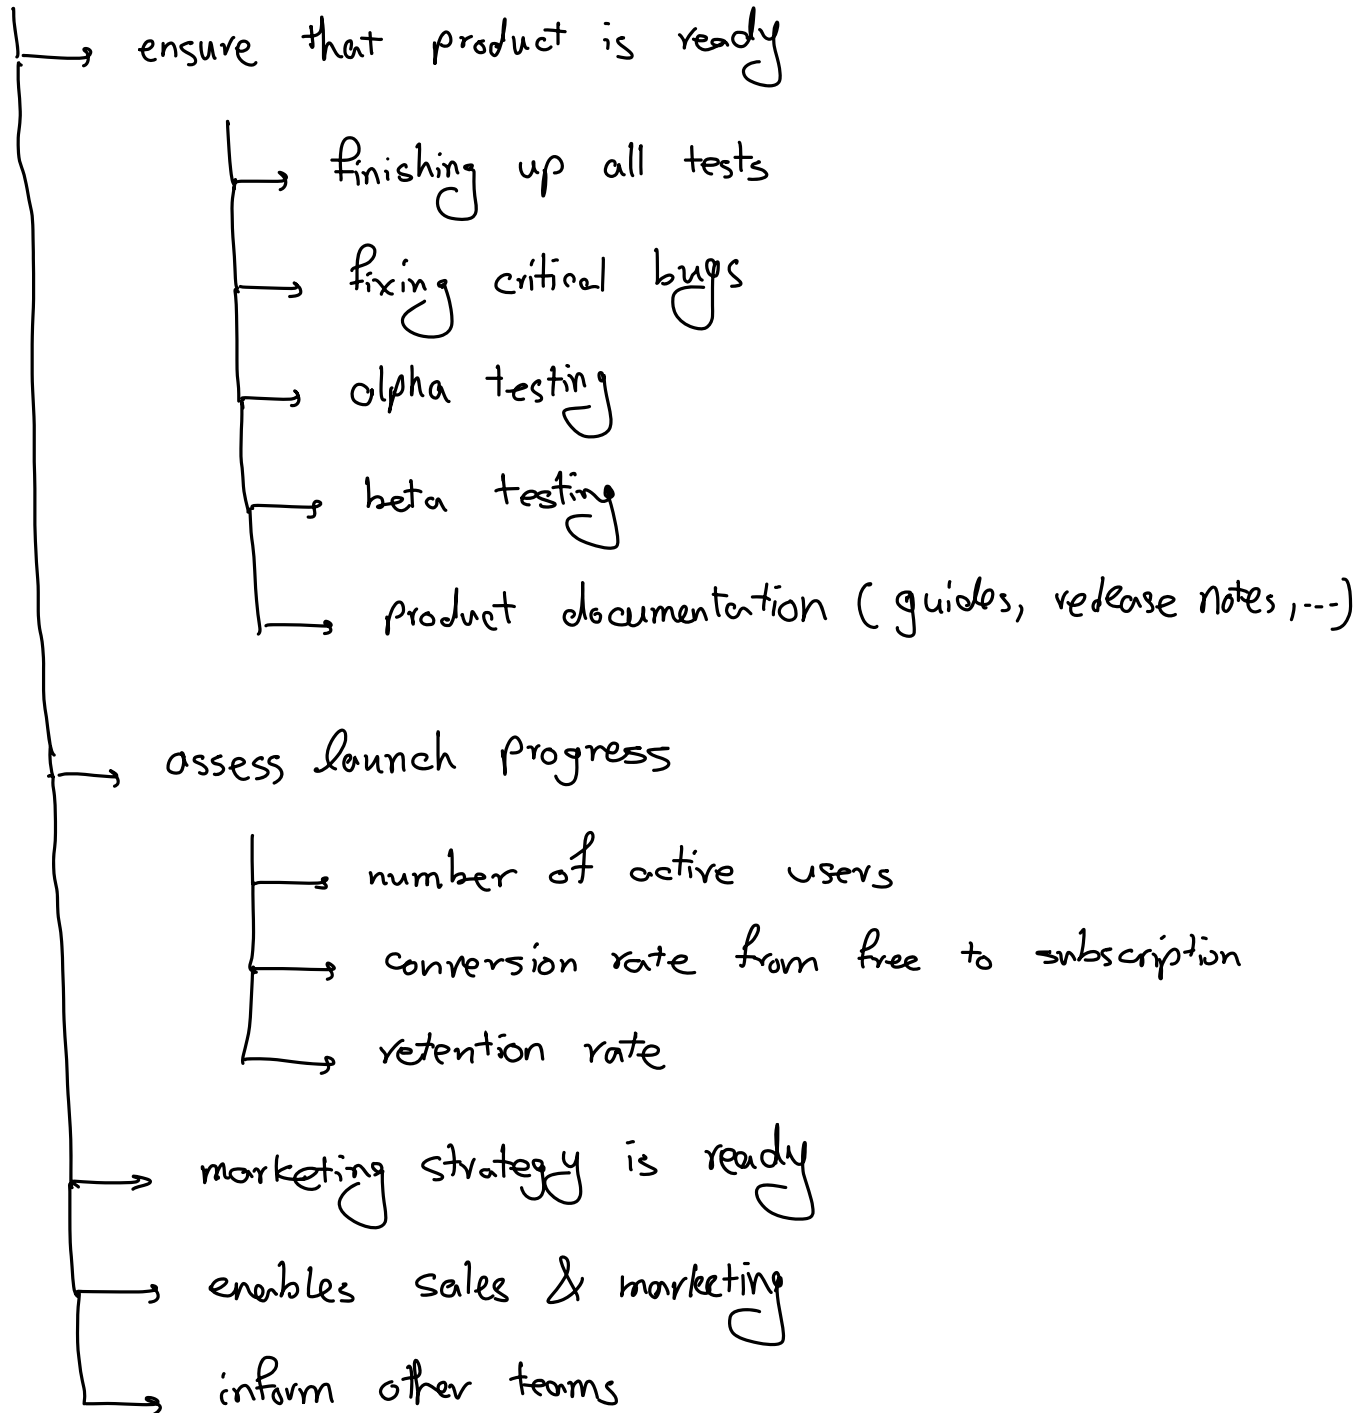 ensure that product is ready
finishing up all tests
fixing critical bugs
alpha testing
beta testing
product documentation (guides, release notes, ...)
assess launch progress
number of active users
conversion rate from free to subscription
retention rate
marketing strategy is ready
enables sales & marketing
inform other teams